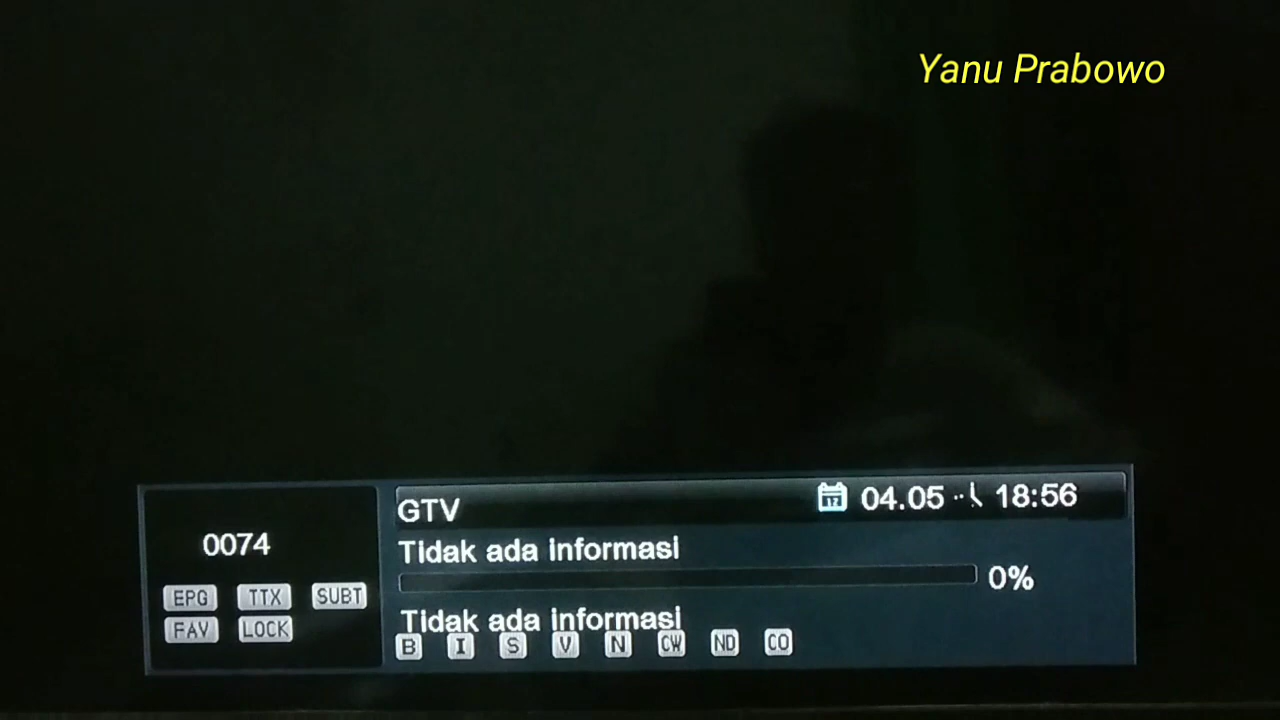 Yanu Prabowo
GTV 04.05 18:56
0074
Tidak ada informasi
0%
EPG TTX SUBT
FAV LOCK
Tidak ada informasi
B I S V N CW ND CO